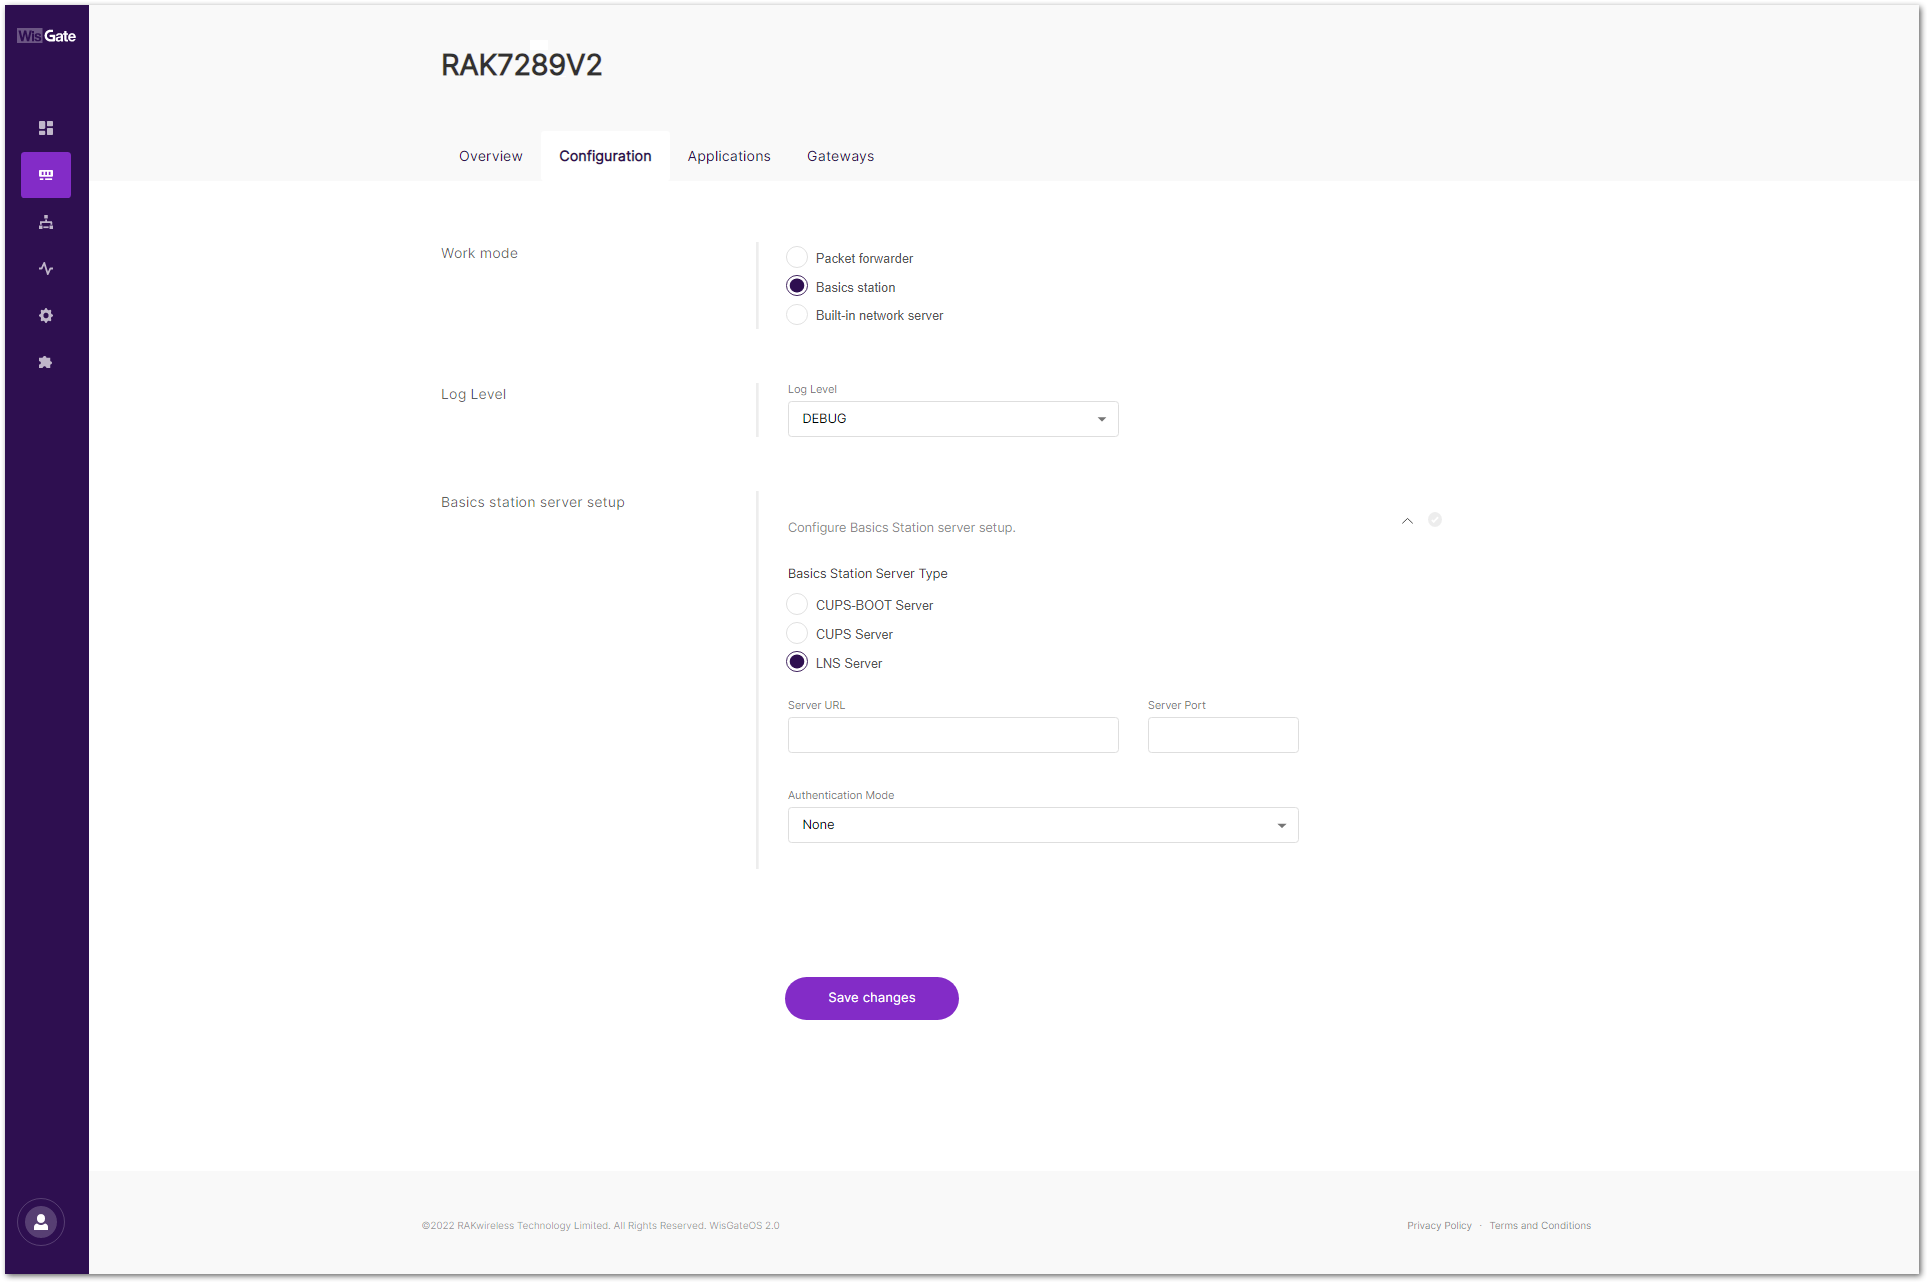 WisGate
RAK7289V2
Overview
Configuration
Applications
Gateways
Work mode
Packet forwarder
Basics station
Built-in network server
Log Level
Log Level
DEBUG
Basics station server setup
Configure Basics Station server setup.
Basics Station Server Type
CUPS-BOOT Server
CUPS Server
LNS Server
Server URL
Server Port
Authentication Mode
None
Save changes
©2022 RAKwireless Technology Limited. All Rights Reserved. WisGateOS 2.0
Privacy Policy · Terms and Conditions